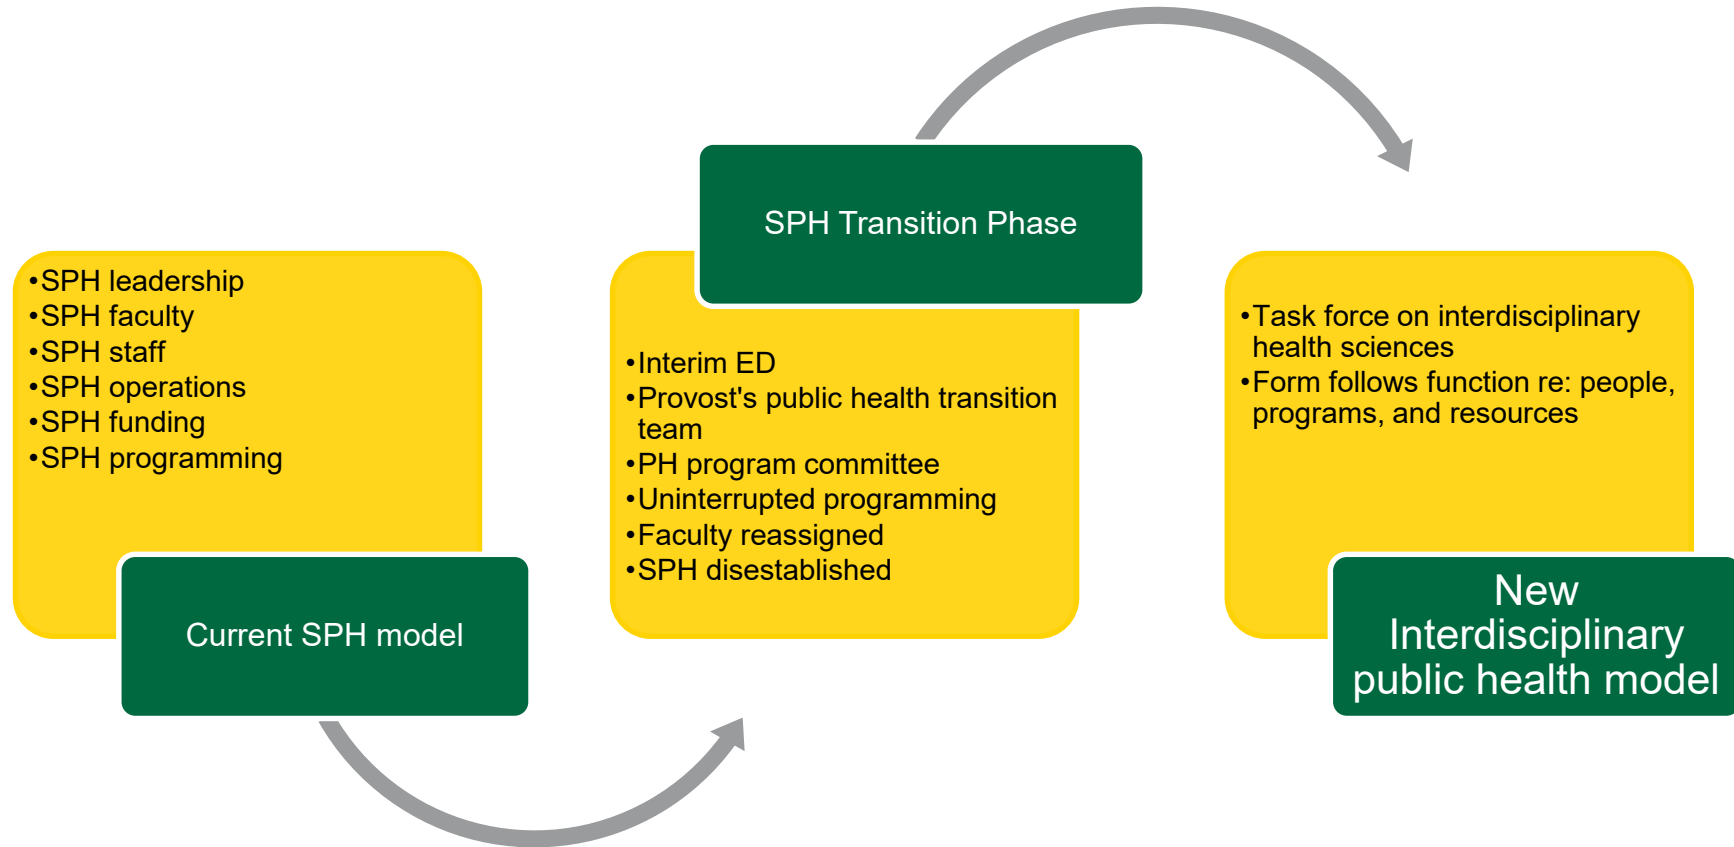 •SPH leadership
•SPH faculty
•SPH staff
•SPH operations
•SPH funding
•SPH programming
Current SPH model
SPH Transition Phase
•Interim ED
•Provost's public health transition
team
•PH program committee
•Uninterrupted programming
•Faculty reassigned
•SPH disestablished
•Task force on interdisciplinary
health sciences
•Form follows function re: people,
programs, and resources
New
Interdisciplinary
public health model